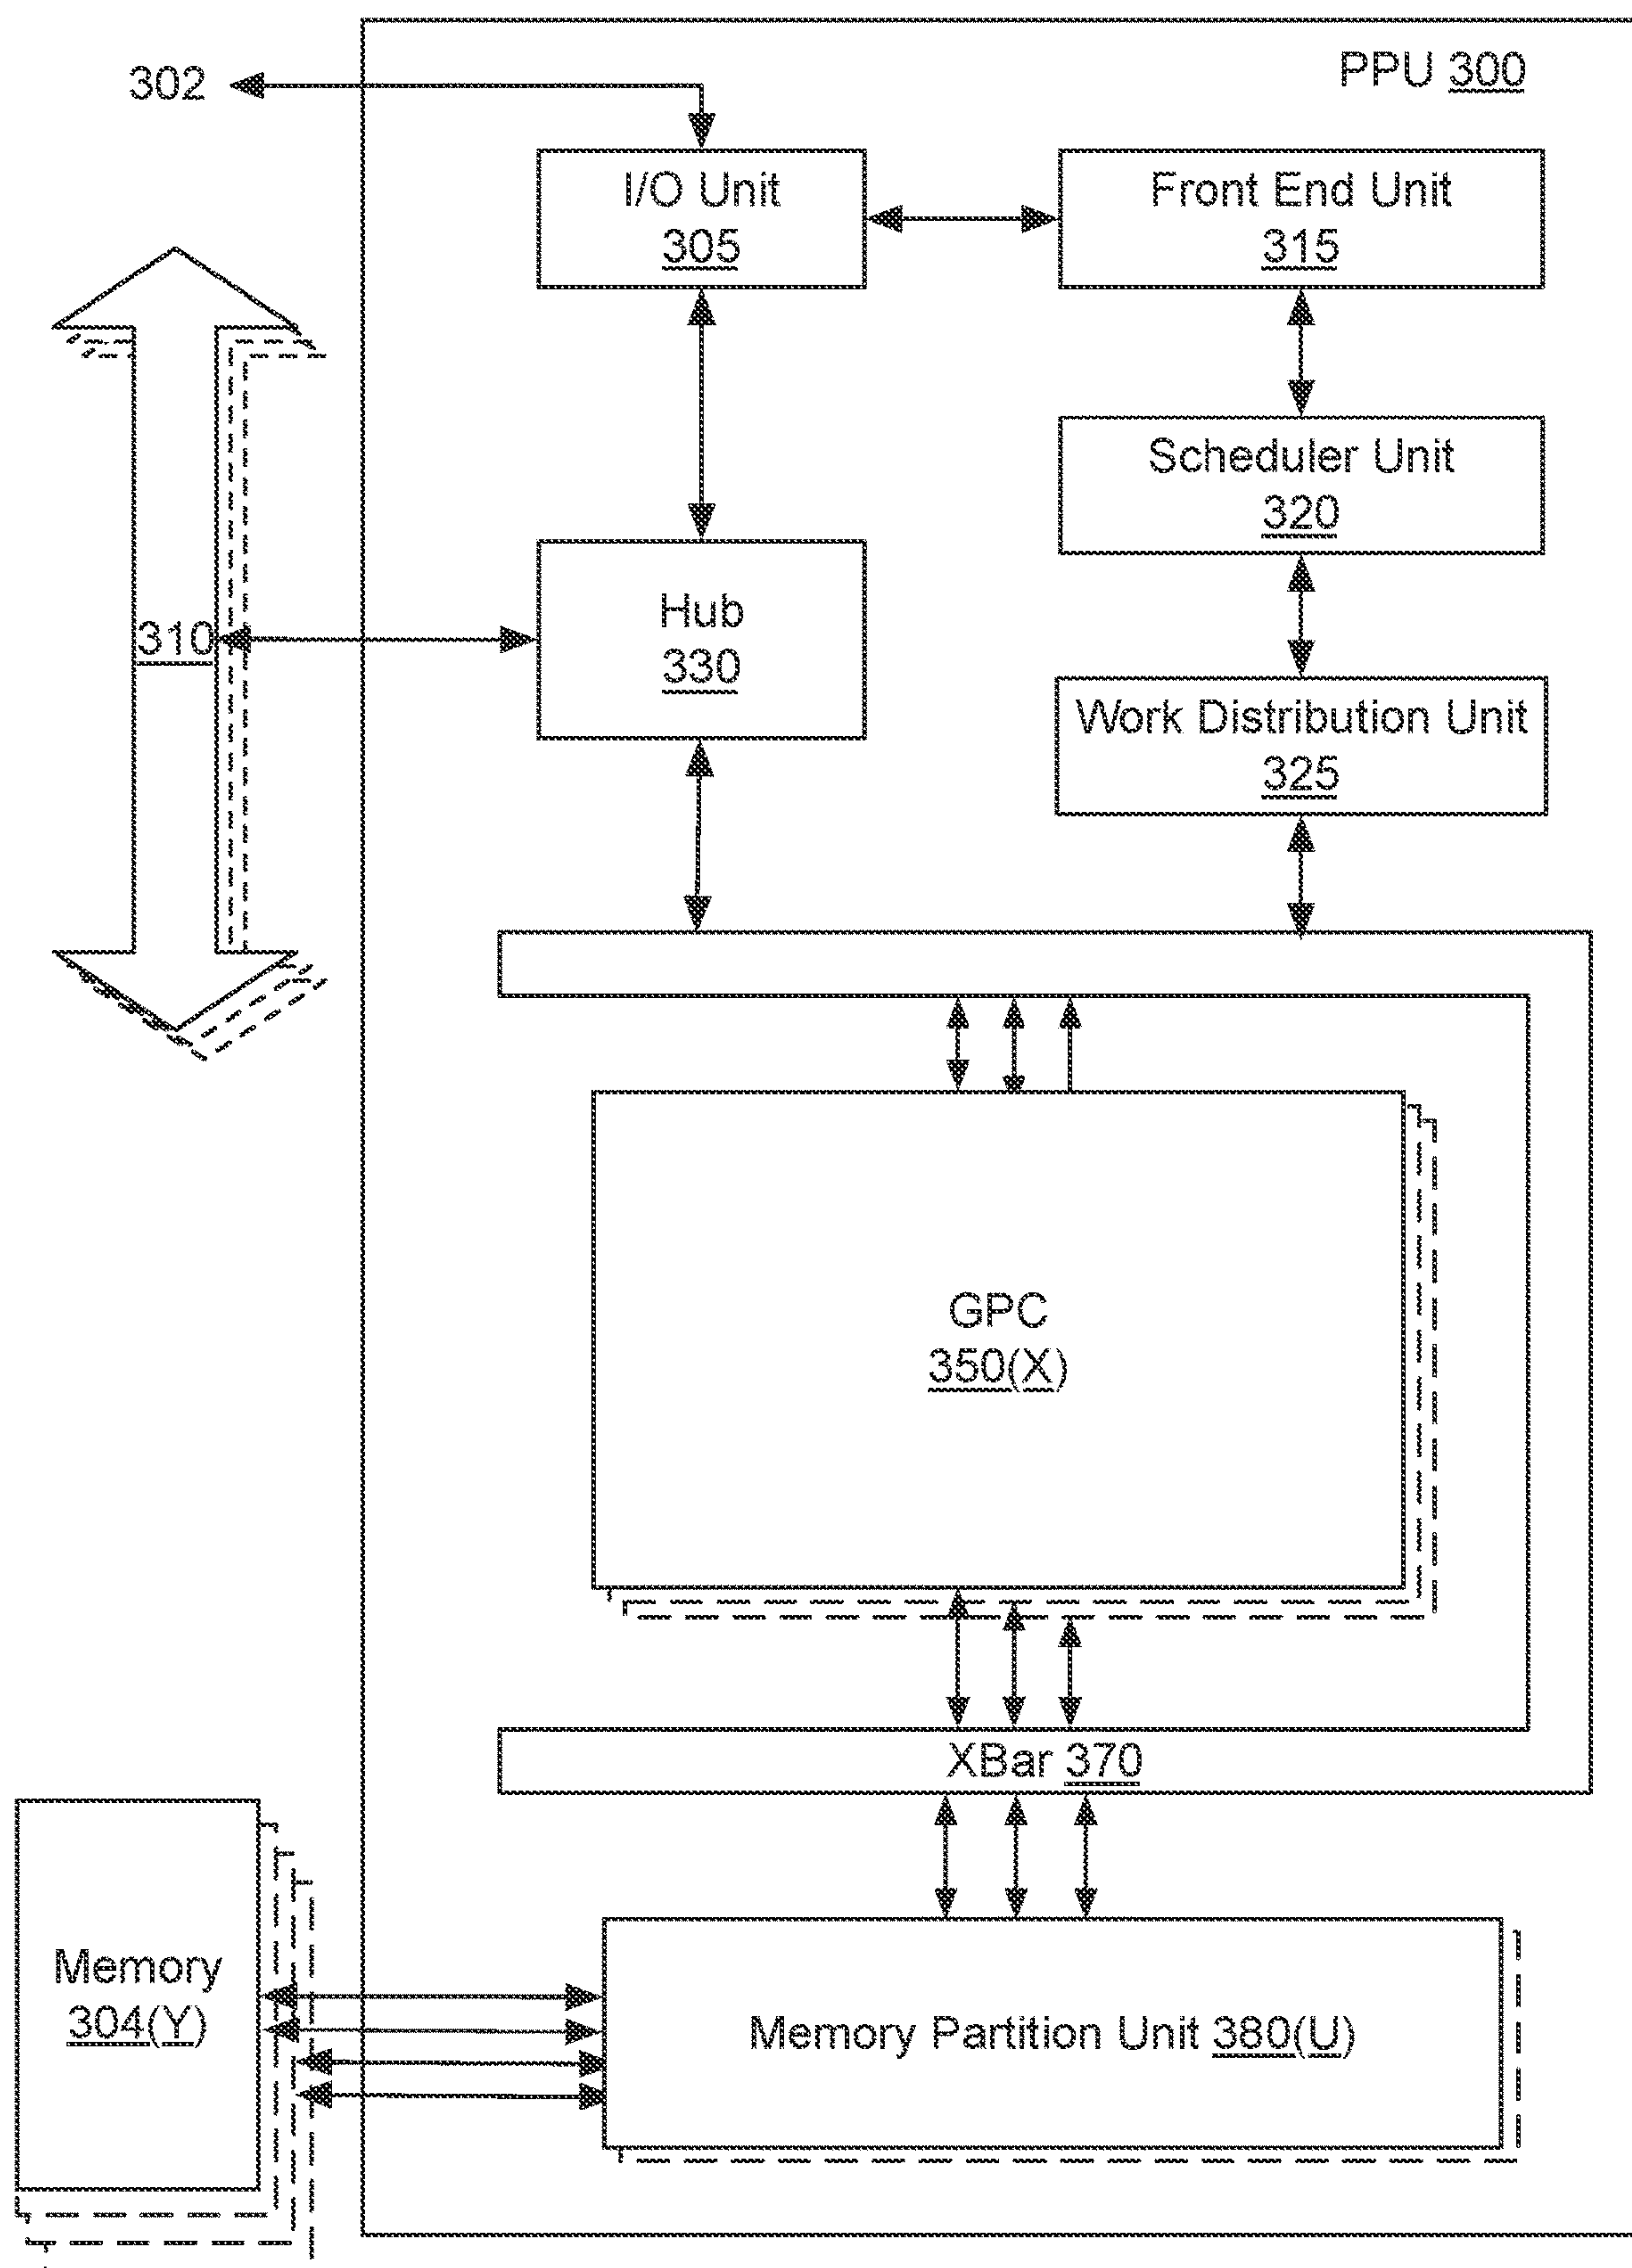 302
PPU 300
I/O Unit
305
Front End Unit
315
Scheduler Unit
320
310
Hub
330
Work Distribution Unit
325
GPC
350(X)
XBar 370
Memory
304(Y)
Memory Partition Unit 380(U)